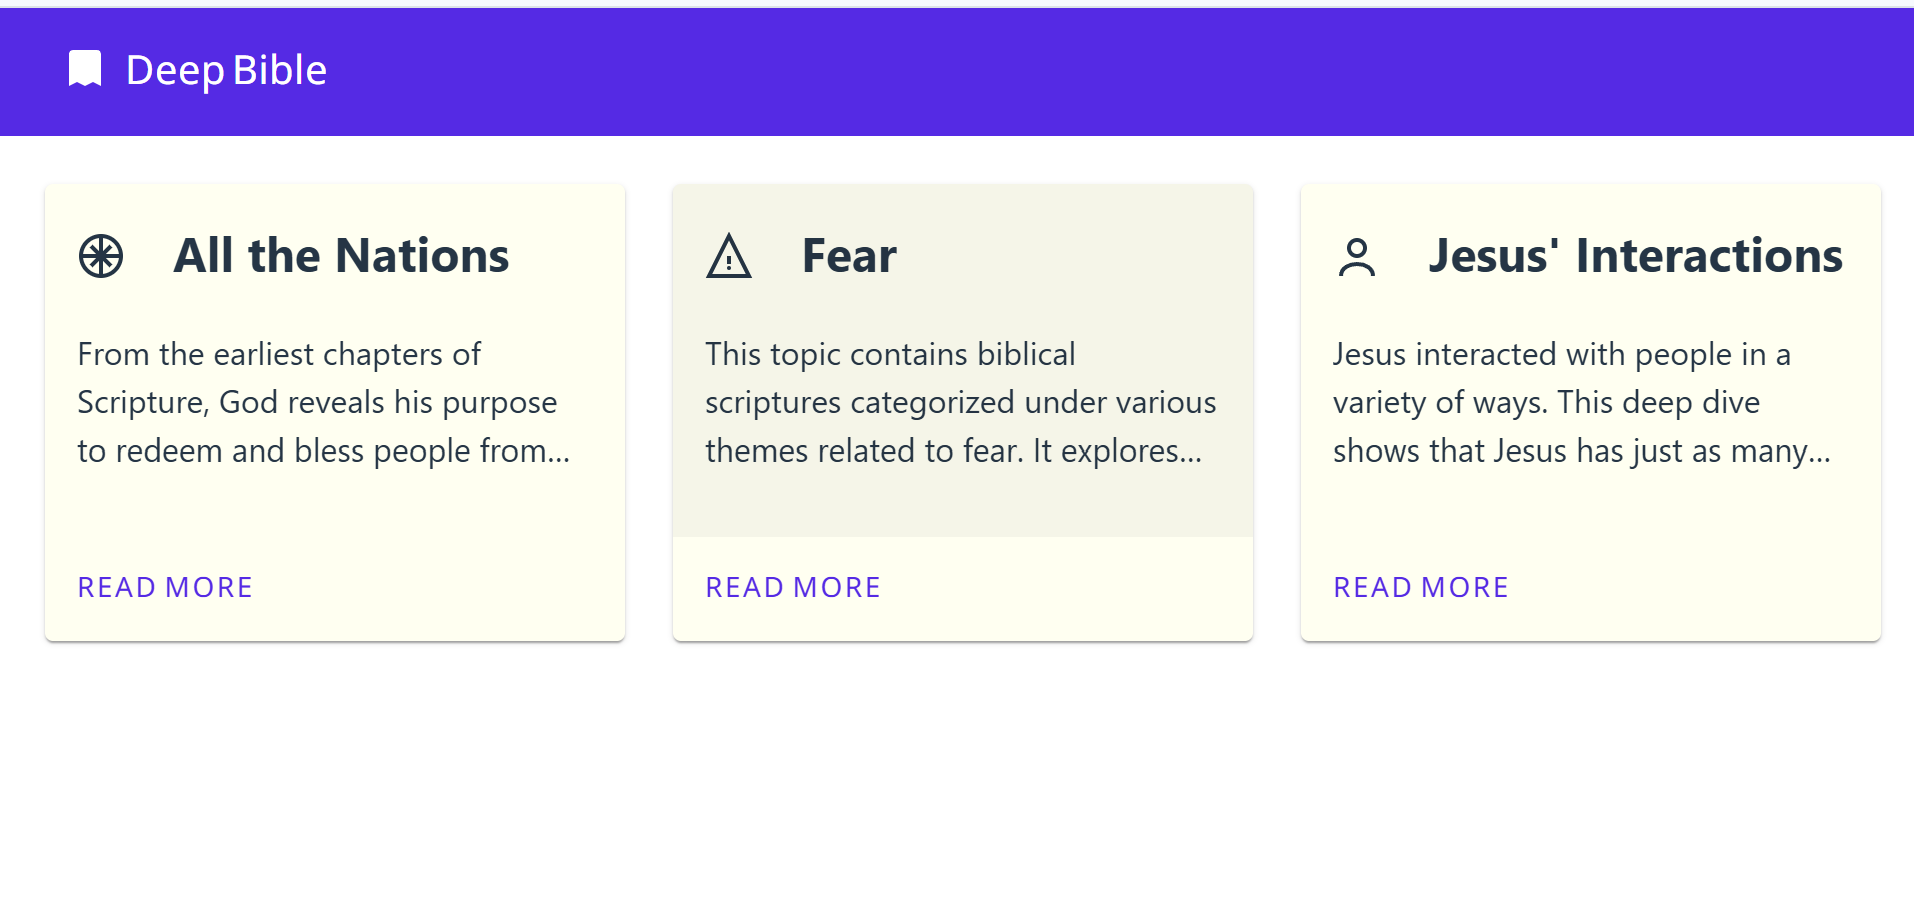 Deep Bible
All the Nations
From the earliest chapters of
Scripture, God reveals his purpose
to redeem and bless people from...
READ MORE
Fear
This topic contains biblical
scriptures categorized under various
themes related to fear. It explores...
READ MORE
Jesus' Interactions
Jesus interacted with people in a
variety of ways. This deep dive
shows that Jesus has just as many...
READ MORE